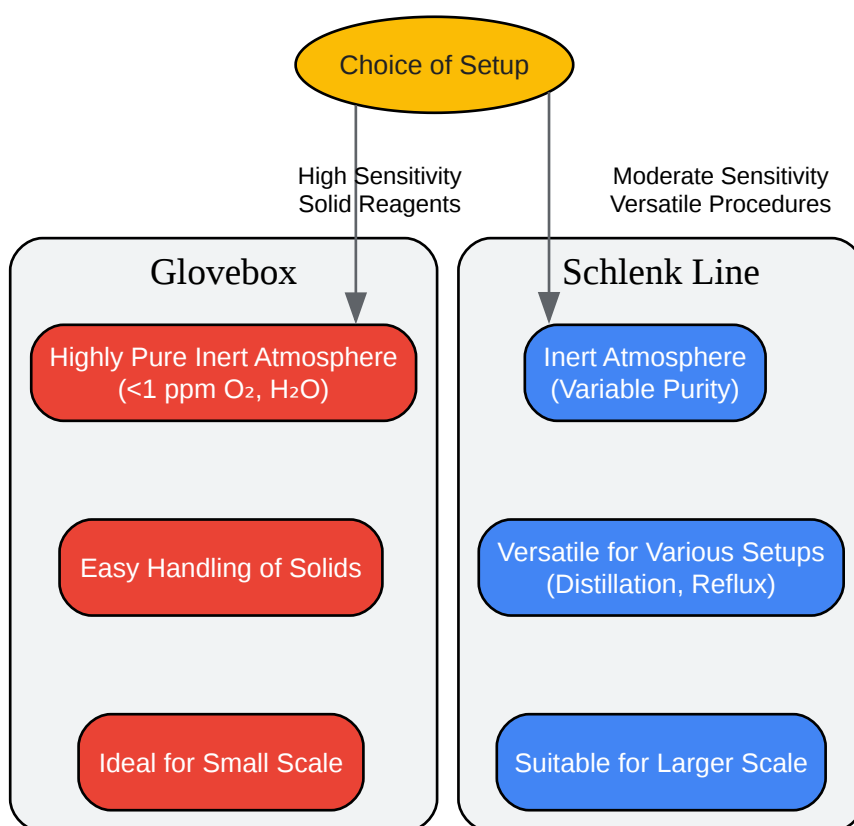 Choice of Setup
High Sensitivity
Solid Reagents
Moderate Sensitivity
Versatile Procedures
Glovebox
Highly Pure Inert Atmosphere
(<1 ppm O₂, H₂O)
Easy Handling of Solids
Ideal for Small Scale
Schlenk Line
Inert Atmosphere
(Variable Purity)
Versatile for Various Setups
(Distillation, Reflux)
Suitable for Larger Scale